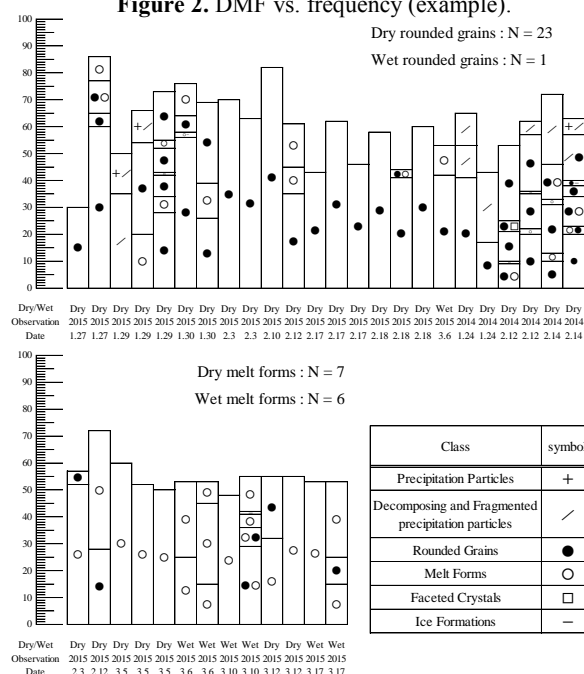 Figure 2. DMF vs. frequency (example).
Dry rounded grains : N = 23
Wet rounded grains : N = 1
100
90
80
70
60
50
40
30
20
10
0
Dry/Wet Dry Dry Dry Dry Dry Dry Dry Dry Dry Dry Dry Dry Dry Dry Dry Dry Dry Wet Dry Dry Dry Dry Dry Dry
Observation 2015 2015 2015 2015 2015 2015 2015 2015 2015 2015 2015 2015 2015 2015 2015 2015 2015 2015 2014 2014 2014 2014 2014 2014
Date 1.27 1.27 1.29 1.29 1.29 1.30 1.30 2.3 2.3 2.10 2.12 2.17 2.17 2.17 2.18 2.18 2.18 3.6 1.24 1.24 2.12 2.12 2.14 2.14
Dry melt forms : N = 7
Wet melt forms : N = 6
100
90
80
70
60
50
40
30
20
10
0
Dry/Wet Dry Dry Dry Dry Dry Wet Wet Wet Wet Dry Dry Wet Wet
Observation 2015 2015 2015 2015 2015 2015 2015 2015 2015 2015 2015 2015 2015
Date 2.3 2.12 3.5 3.5 3.5 3.6 3.6 3.10 3.10 3.12 3.12 3.17 3.17
Class symbo
Precipitation Particles +
Decomposing and Fragmented
precipitation particles ∕
Rounded Grains ●
Melt Forms ○
Faceted Crystals □
Ice Formations −